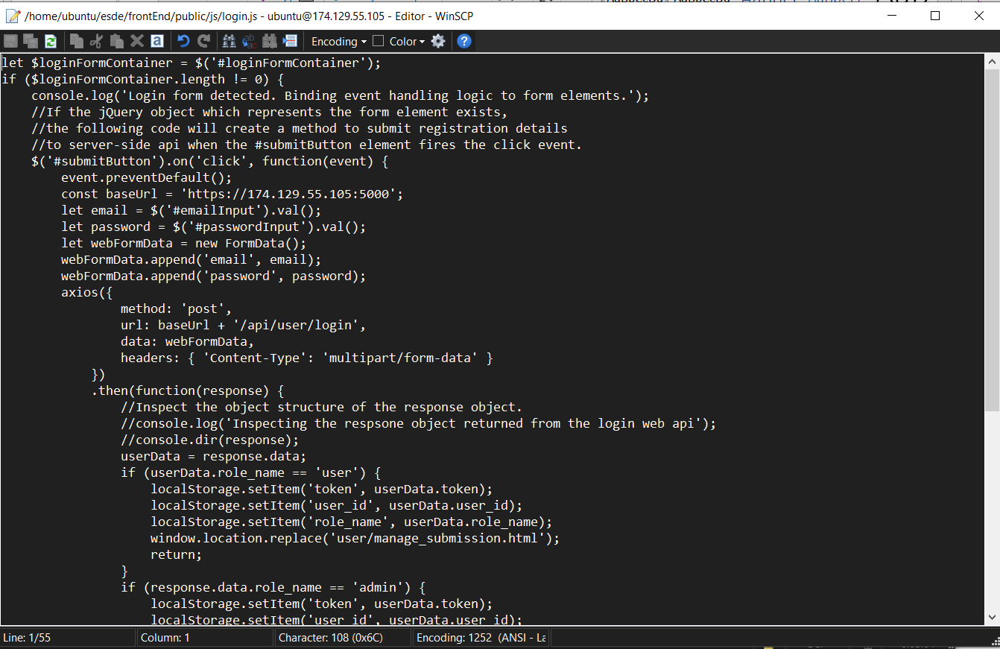 /home/ubuntu/esde/frontEnd/public/js/login.js - ubuntu@174.129.55.105 - Editor - WinSCP
Encoding Color
let $loginFormContainer = $('#loginFormContainer');
if ($loginFormContainer.length != 0) {
    console.log('Login form detected. Binding event handling logic to form elements.');
    //If the jQuery object which represents the form element exists,
    //the following code will create a method to submit registration details
    //to server-side api when the #submitButton element fires the click event.
    $('#submitButton').on('click', function(event) {
        event.preventDefault();
        const baseUrl = 'https://174.129.55.105:5000';
        let email = $('#emailInput').val();
        let password = $('#passwordInput').val();
        let webFormData = new FormData();
        webFormData.append('email', email);
        webFormData.append('password', password);
        axios({
                method: 'post',
                url: baseUrl + '/api/user/login',
                data: webFormData,
                headers: { 'Content-Type': 'multipart/form-data' }
            })
            .then(function(response) {
                //Inspect the object structure of the response object.
                //console.log('Inspecting the respsone object returned from the login web api');
                //console.dir(response);
                userData = response.data;
                if (userData.role_name == 'user') {
                    localStorage.setItem('token', userData.token);
                    localStorage.setItem('user_id', userData.user_id);
                    localStorage.setItem('role_name', userData.role_name);
                    window.location.replace('user/manage_submission.html');
                    return;
                }
                if (response.data.role_name == 'admin') {
                    localStorage.setItem('token', userData.token);
                    localStorage.setItem('user_id', userData.user_id);
Line: 1/55 Column: 1 Character: 108 (0x6C) Encoding: 1252 (ANSI - La